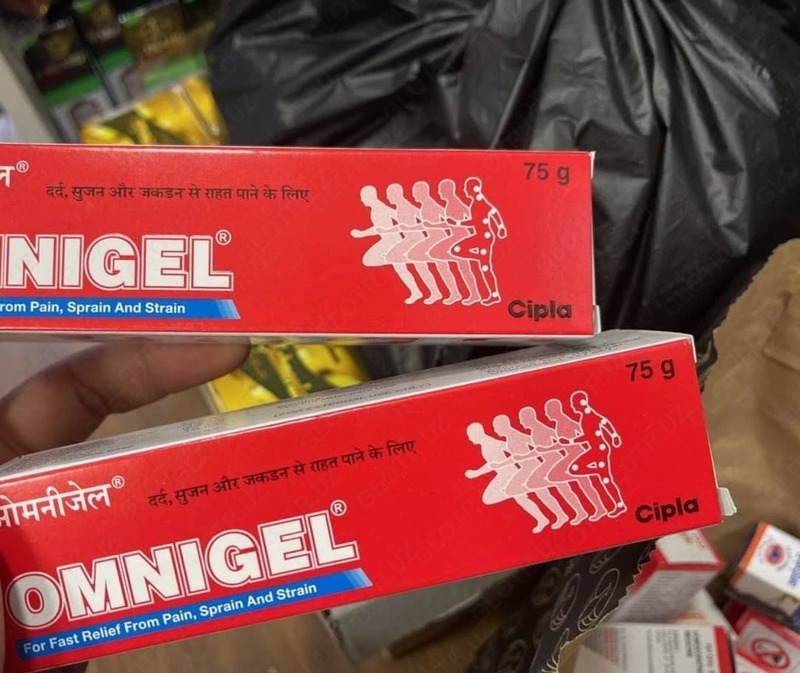 ल®
दर्द, सुजन और जकडन से राहत पाने के लिए
75 g
NIGEL®
rom Pain, Sprain And Strain
Cipla
ओमनीजेल®
दर्द, सुजन और जकडन से राहत पाने के लिए
75 g
OMNIGEL®
For Fast Relief From Pain, Sprain And Strain
Cipla